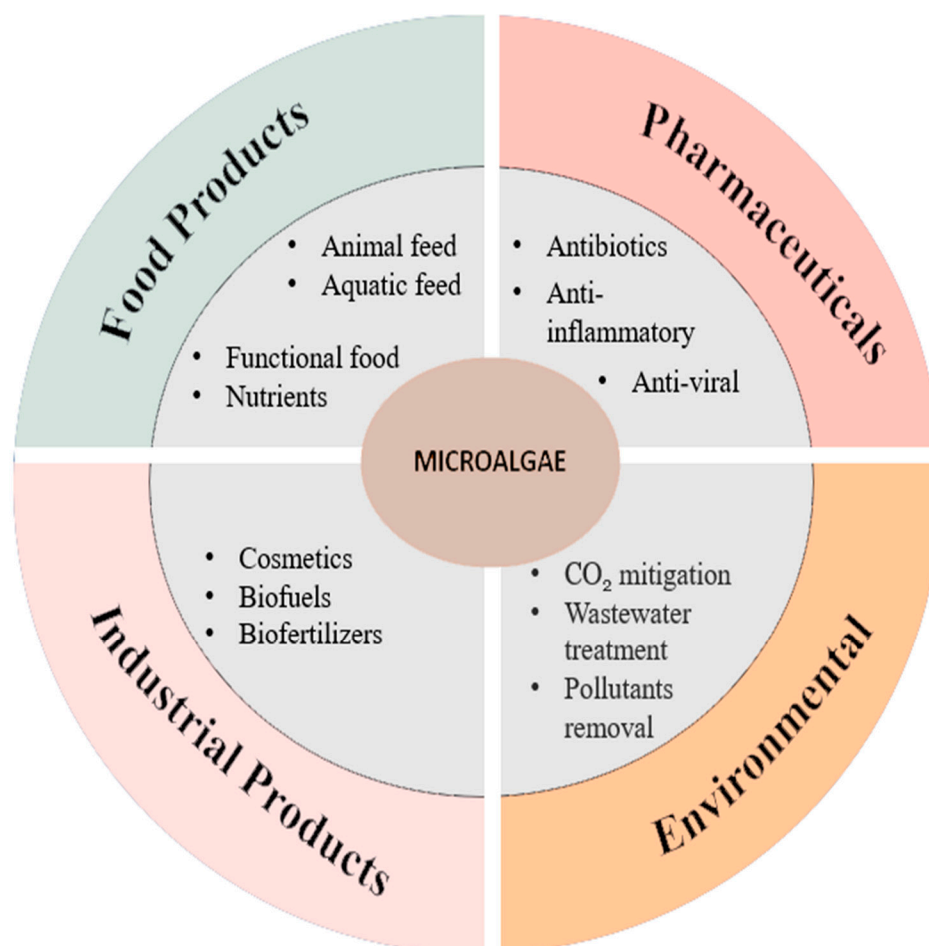 Food Products
• Animal feed
• Aquatic feed
• Functional food
• Nutrients
Pharmaceuticals
• Antibiotics
• Anti-
inflammatory
• Anti-viral
MICROALGAE
Industrial Products
• Cosmetics
• Biofuels
• Biofertilizers
Environmental
• CO₂ mitigation
• Wastewater
treatment
• Pollutants
removal